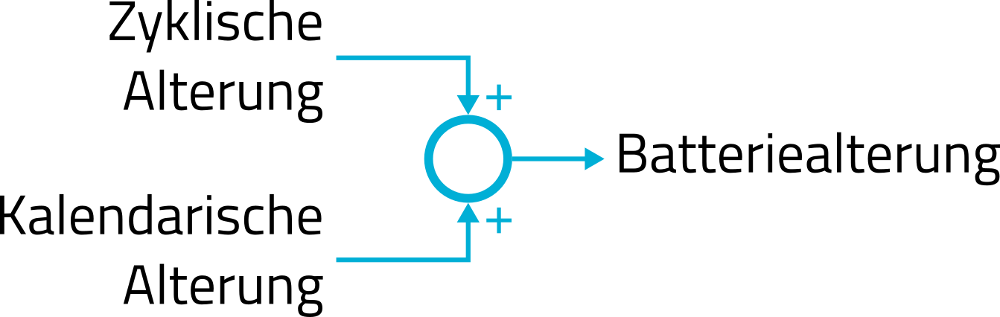 Zyklische
Alterung
+
Batteriealterung
Kalendarische
+
Alterung